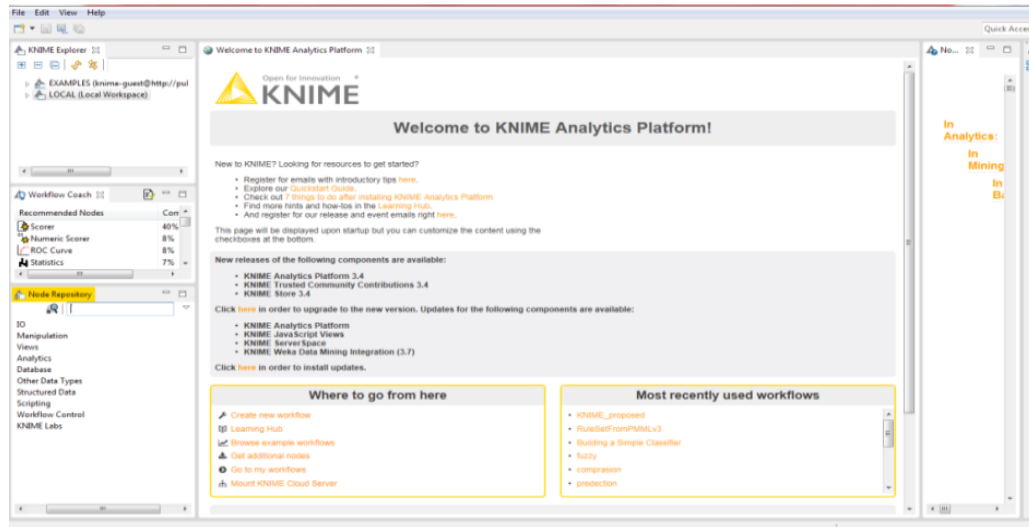 File Edit View Help
Quick Acce
KNIME Explorer
EXAMPLES (knime-guest@http://pul
LOCAL (Local Workspace)
Workflow Coach
Recommended Nodes Con
Scorer 40%
Numeric Scorer 8%
ROC Curve 8%
Statistics 7%
Node Repository
IO
Manipulation
Views
Analytics
Database
Other Data Types
Structured Data
Scripting
Workflow Control
KNIME Labs
Welcome to KNIME Analytics Platform
Open for Innovation
KNIME
Welcome to KNIME Analytics Platform!
New to KNIME? Looking for resources to get started?
• Register for emails with introductory tips here.
• Explore our Quickstart Guide.
• Check out 7 things to do after installing KNIME Analytics Platform
• Find more hints and how-tos in the Learning Hub.
• And register for our release and event emails right here.
This page will be displayed upon startup but you can customize the content using the
checkboxes at the bottom.
New releases of the following components are available:
• KNIME Analytics Platform 3.4
• KNIME Trusted Community Contributions 3.4
• KNIME Store 3.4
Click here in order to upgrade to the new version. Updates for the following components are available:
• KNIME Analytics Platform
• KNIME JavaScript Views
• KNIME ServerSpace
• KNIME Weka Data Mining Integration (3.7)
Click here in order to install updates.
Where to go from here
Create new workflow
Learning Hub
Browse example workflows
Get additional nodes
Go to my workflows
Mount KNIME Cloud Server
Most recently used workflows
• KNIME_proposed
• RuleSetFromPMMLv3
• Building a Simple Classifier
• fuzzy
• comprasion
• predection
No...
In
Analytics:
In
Mining
In
Ba